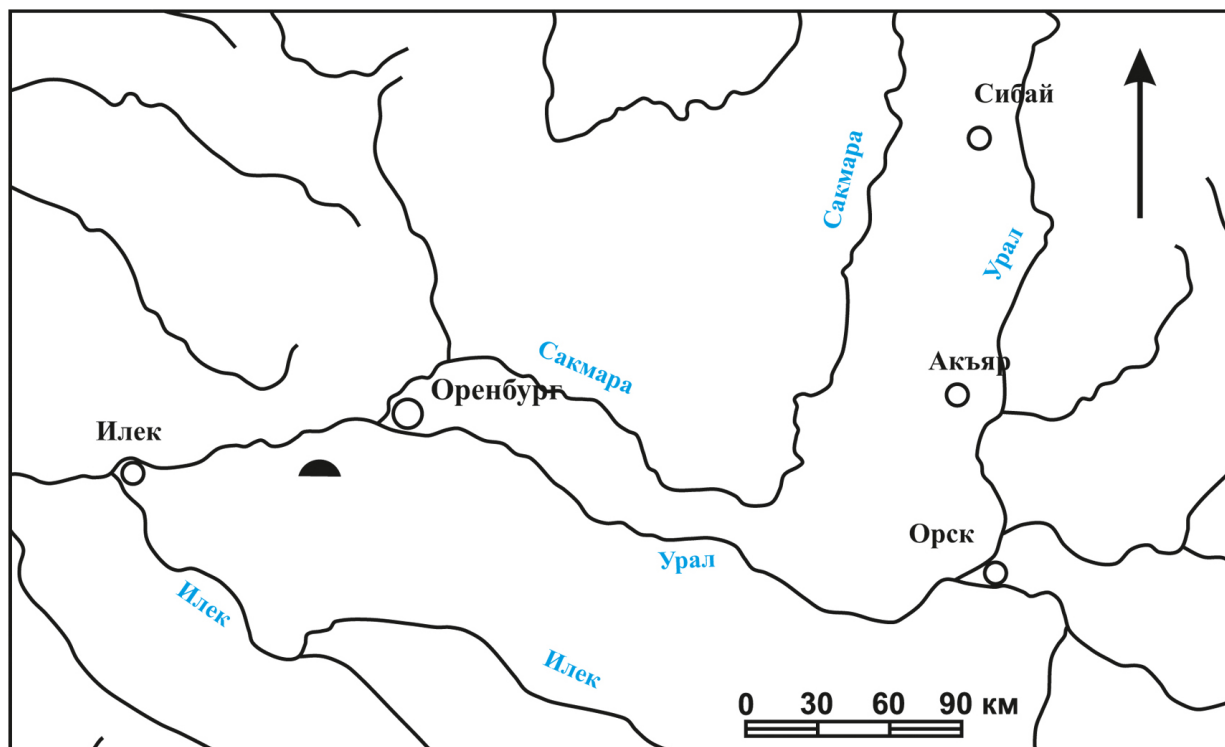 Сибай
Сакмара
Урал
Сакмара
Акъяр
Оренбург
Илек
Орск
Урал
Илек
Илек
0 30 60 90 км